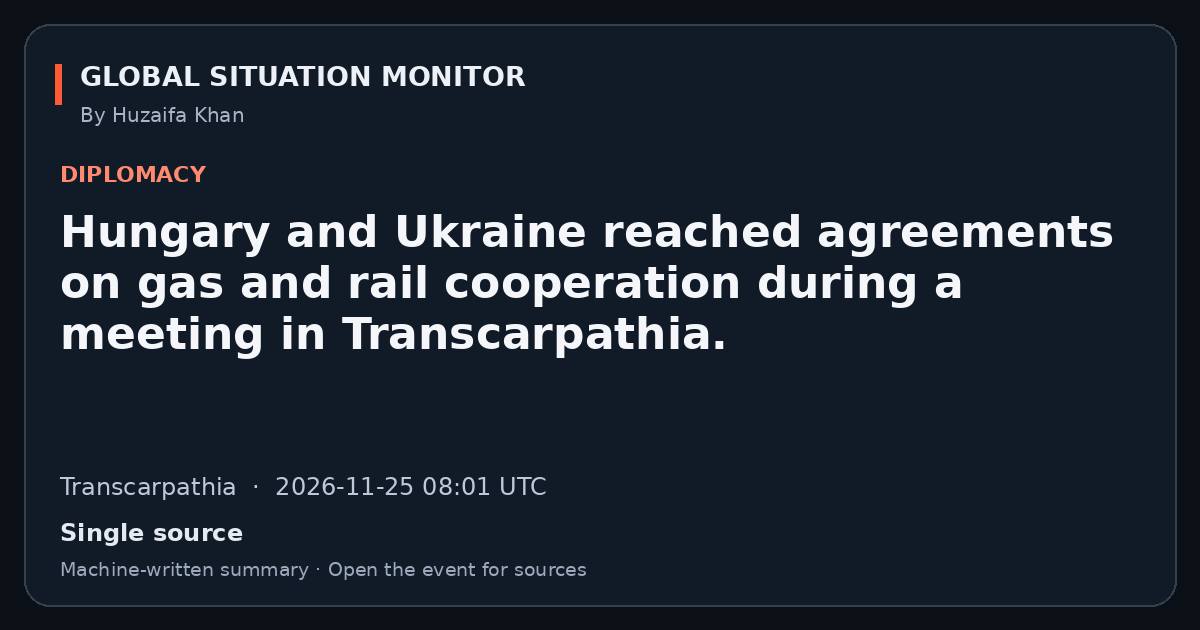 GLOBAL SITUATION MONITOR
By Huzaifa Khan
DIPLOMACY
Hungary and Ukraine reached agreements
on gas and rail cooperation during a
meeting in Transcarpathia.
Transcarpathia · 2026-11-25 08:01 UTC
Single source
Machine-written summary · Open the event for sources